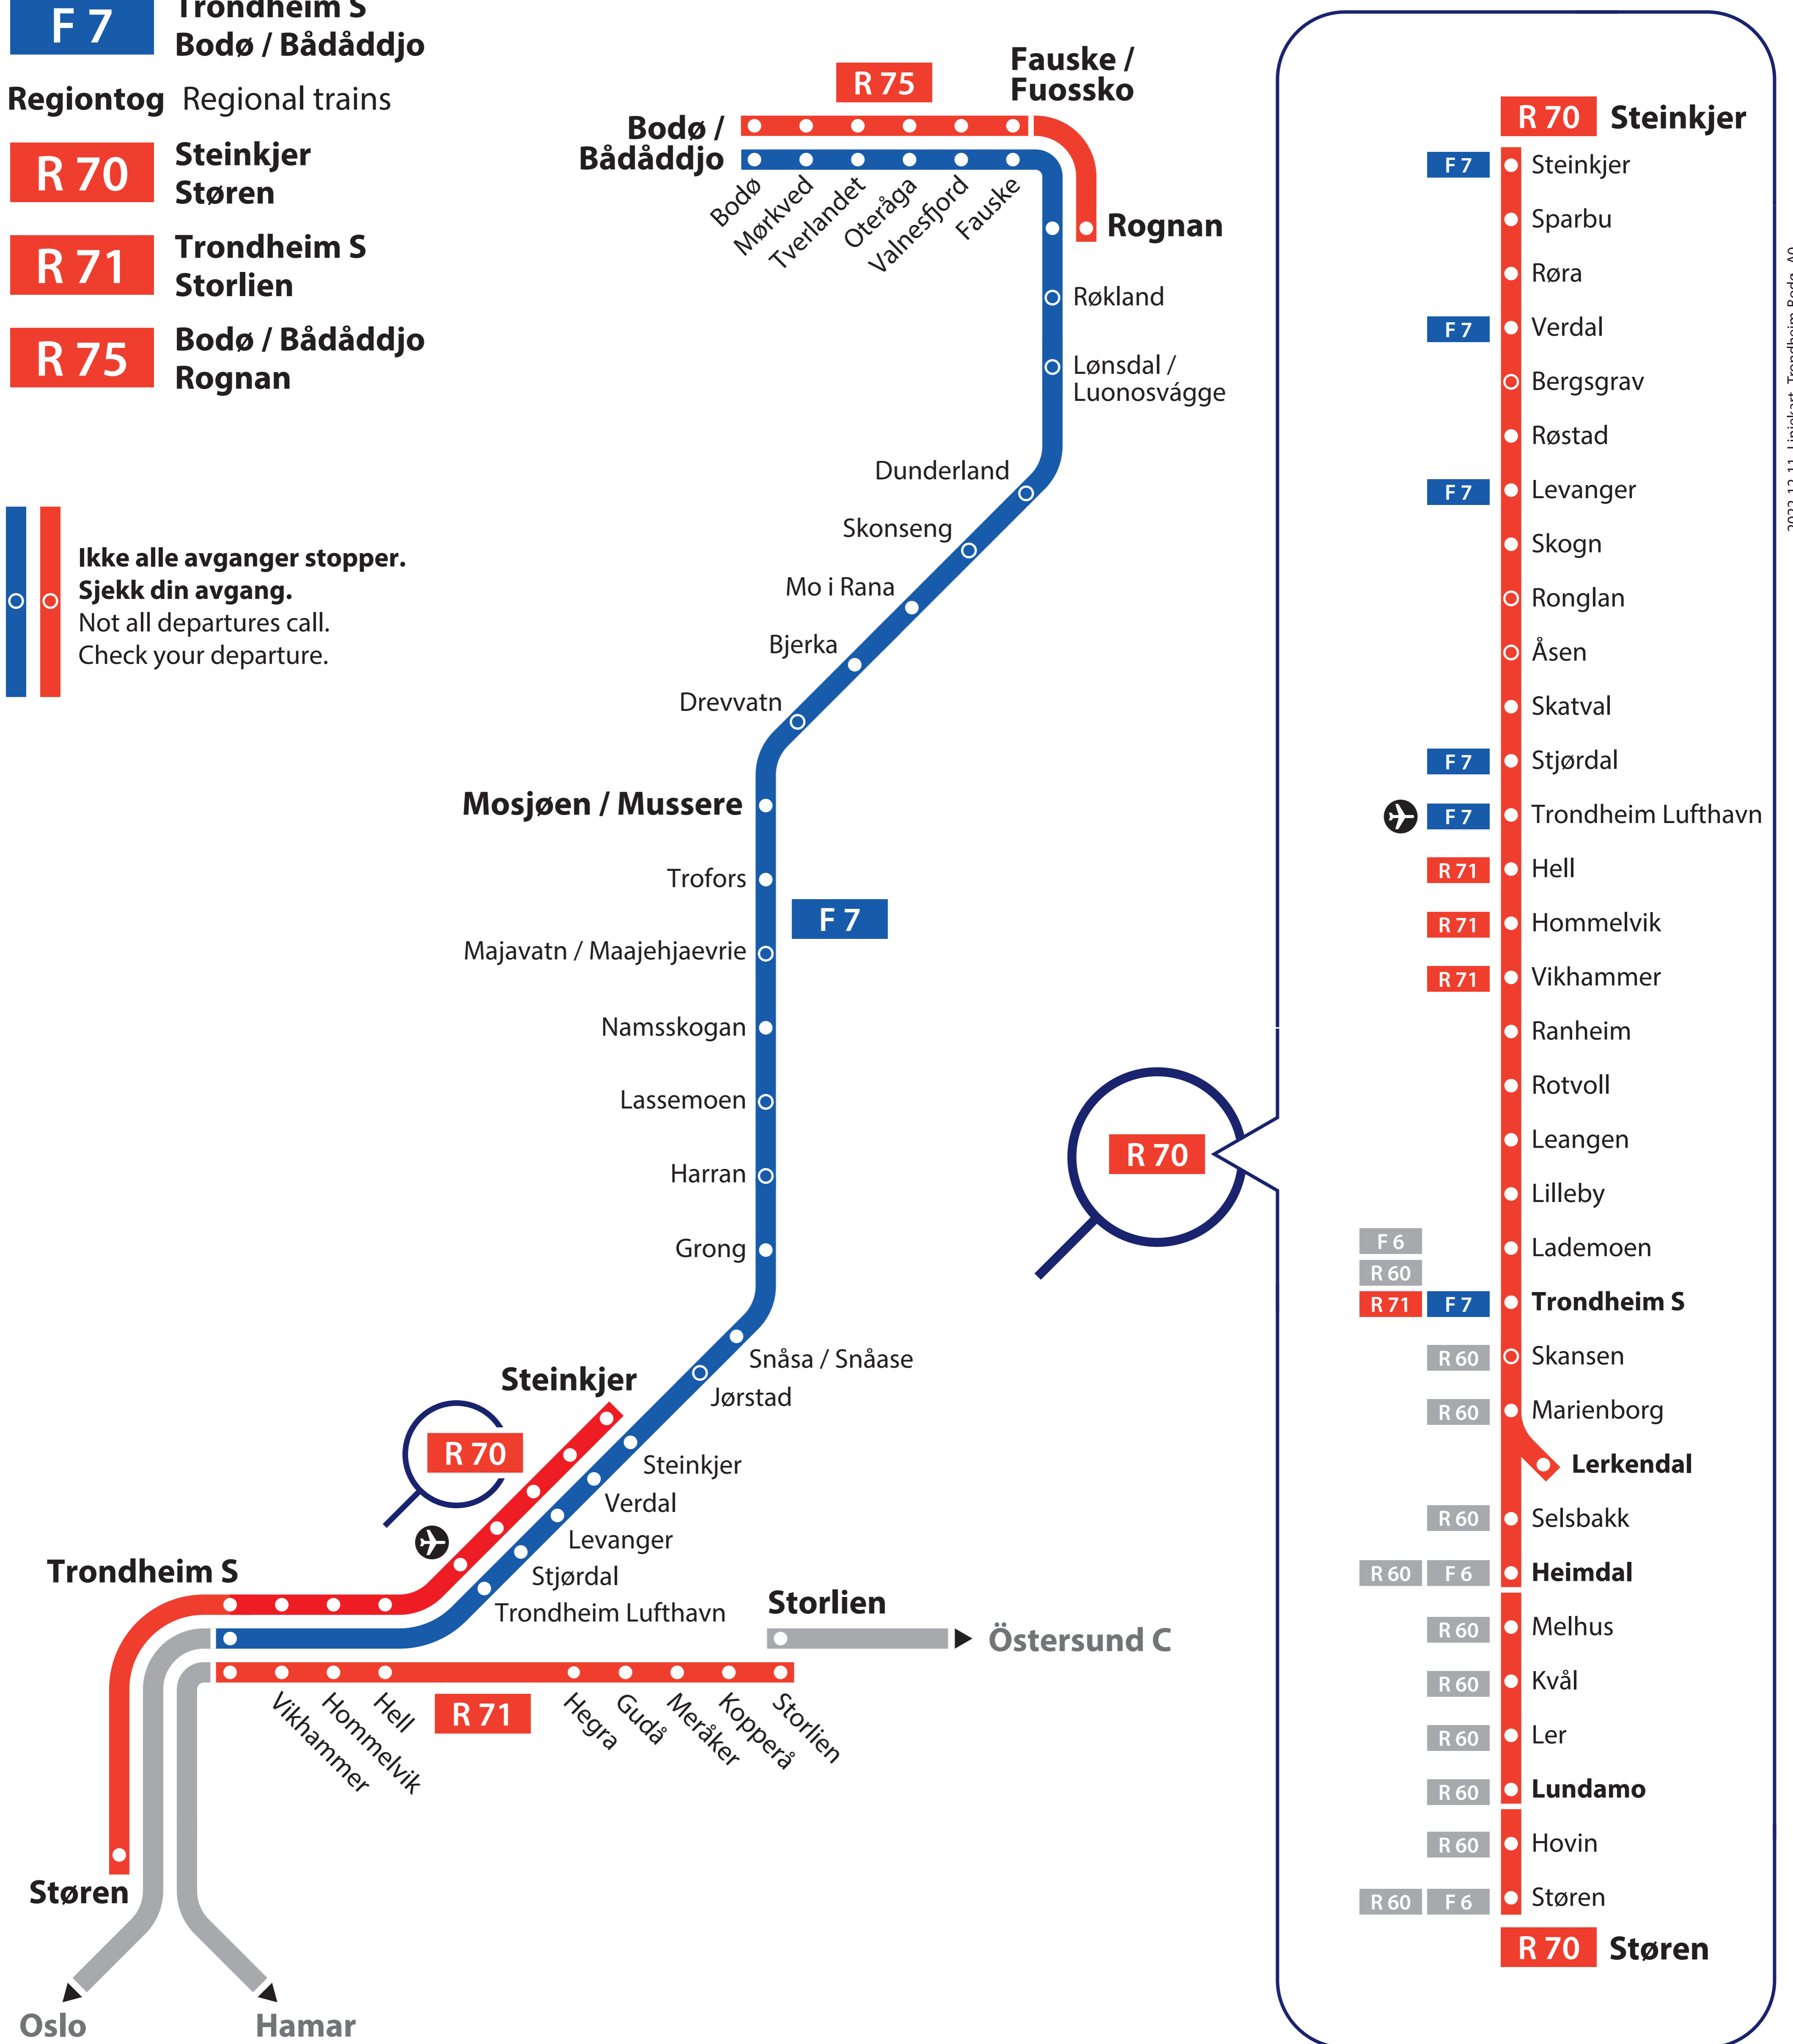 F 7
Trondheim S
Bodø / Bådåddjo
Regiontog Regional trains
R 70
Steinkjer
Støren
R 71
Trondheim S
Storlien
R 75
Bodø / Bådåddjo
Rognan
Ikke alle avganger stopper.
Sjekk din avgang.
Not all departures call.
Check your departure.
R 75
Fauske /
Fuossko
Bodø /
Bådåddjo
Bodø
Mørkved
Tverlandet
Oteråga
Valnesfjord
Fauske
Rognan
Røkland
Lønsdal /
Luonosvágge
Dunderland
Skonseng
Mo i Rana
Bjerka
Drevvatn
Mosjøen / Mussere
Trofors
F 7
Majavatn / Maajehjaevrie
Namsskogan
Lassemoen
Harran
Grong
Snåsa / Snåase
Jørstad
Steinkjer
R 70
Steinkjer
Verdal
Levanger
Stjørdal
Trondheim Lufthavn
Trondheim S
Storlien
Östersund C
Vikhammer
Hommelvik
Hell
R 71
Hegra
Gudå
Meråker
Kopperå
Storlien
Støren
Oslo
Hamar
R 70
R 70 Steinkjer
F 7 Steinkjer
Sparbu
Røra
F 7 Verdal
Bergsgrav
Røstad
F 7 Levanger
Skogn
Ronglan
Åsen
Skatval
F 7 Stjørdal
F 7 Trondheim Lufthavn
R 71 Hell
R 71 Hommelvik
R 71 Vikhammer
Ranheim
Rotvoll
Leangen
Lilleby
Lademoen
F 6
R 60
R 71 F 7 Trondheim S
R 60 Skansen
R 60 Marienborg
Lerkendal
R 60 Selsbakk
R 60 F 6 Heimdal
R 60 Melhus
R 60 Kvål
R 60 Ler
R 60 Lundamo
R 60 Hovin
R 60 F 6 Støren
R 70 Støren